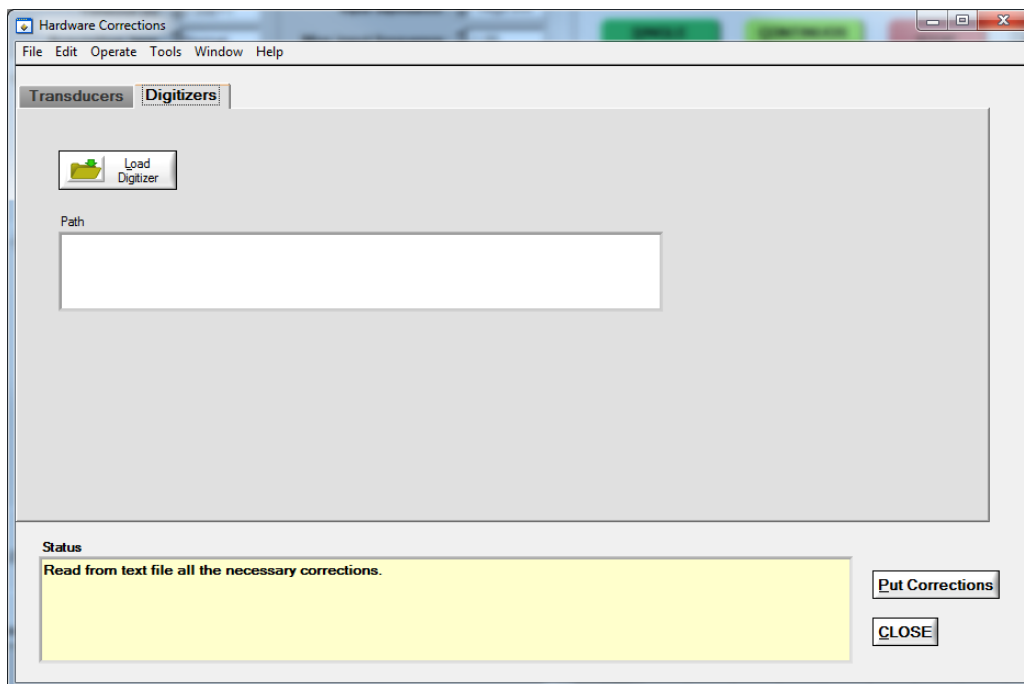 Hardware Corrections
File Edit Operate Tools Window Help
Transducers Digitizers
Load
Digitizer
Path
Status
Read from text file all the necessary corrections.
Put Corrections
CLOSE